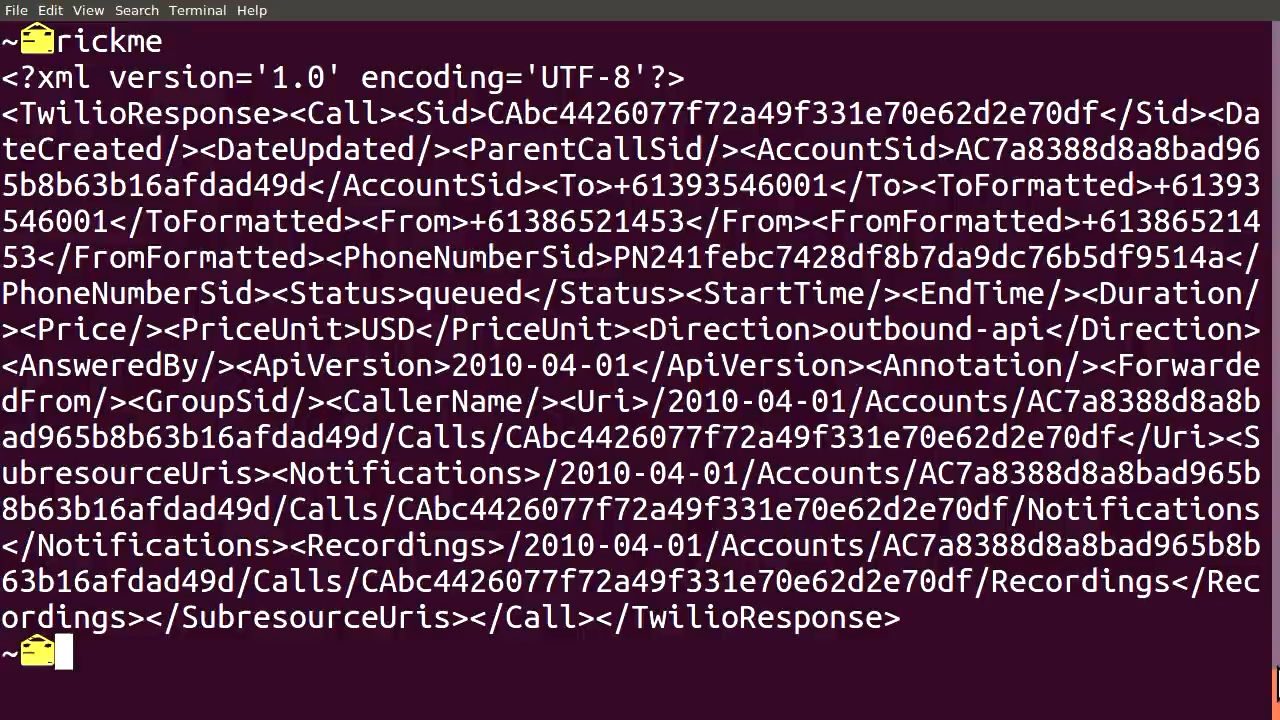 File Edit View Search Terminal Help
~rickme
<?xml version='1.0' encoding='UTF-8'?>
<TwilioResponse><Call><Sid>CAbc4426077f72a49f331e70e62d2e70df</Sid><Da
teCreated/><DateUpdated/><ParentCallSid/><AccountSid>AC7a8388d8a8bad96
5b8b63b16afdad49d</AccountSid><To>+61393546001</To><ToFormatted>+61393
546001</ToFormatted><From>+61386521453</From><FromFormatted>+613865214
53</FromFormatted><PhoneNumberSid>PN241febc7428df8b7da9dc76b5df9514a</
PhoneNumberSid><Status>queued</Status><StartTime/><EndTime/><Duration/
><Price/><PriceUnit>USD</PriceUnit><Direction>outbound-api</Direction>
<AnsweredBy/><ApiVersion>2010-04-01</ApiVersion><Annotation/><Forwarde
dFrom/><GroupSid/><CallerName/><Uri>/2010-04-01/Accounts/AC7a8388d8a8b
ad965b8b63b16afdad49d/Calls/CAbc4426077f72a49f331e70e62d2e70df</Uri><S
ubresourceUris><Notifications>/2010-04-01/Accounts/AC7a8388d8a8bad965b
8b63b16afdad49d/Calls/CAbc4426077f72a49f331e70e62d2e70df/Notifications
</Notifications><Recordings>/2010-04-01/Accounts/AC7a8388d8a8bad965b8b
63b16afdad49d/Calls/CAbc4426077f72a49f331e70e62d2e70df/Recordings</Rec
ordings></SubresourceUris></Call></TwilioResponse>
~